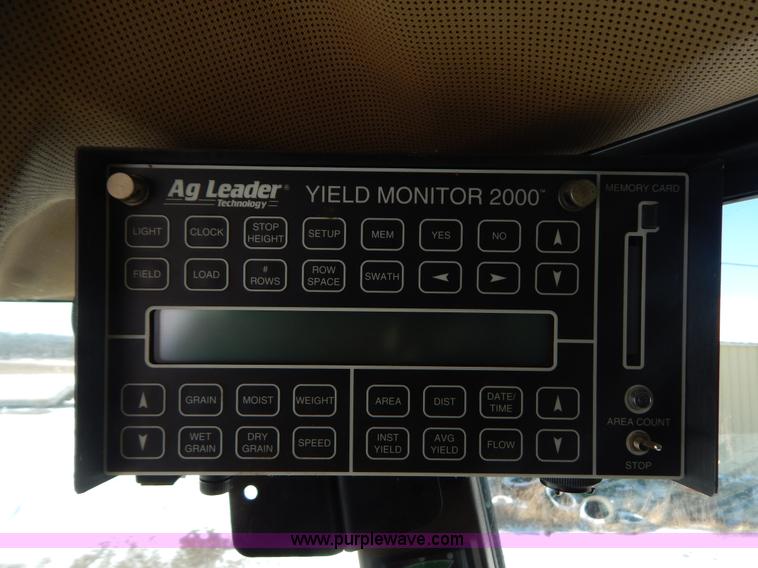 Ag Leader® YIELD MONITOR 2000™ MEMORY CARD
Technology
LIGHT CLOCK STOP HEIGHT SETUP MEM YES NO
FIELD LOAD # ROWS ROW SPACE SWATH
GRAIN MOIST WEIGHT AREA DIST DATE/ TIME
AREA COUNT
WET GRAIN DRY GRAIN SPEED INST YIELD AVG YIELD FLOW
STOP
www.purplewave.com